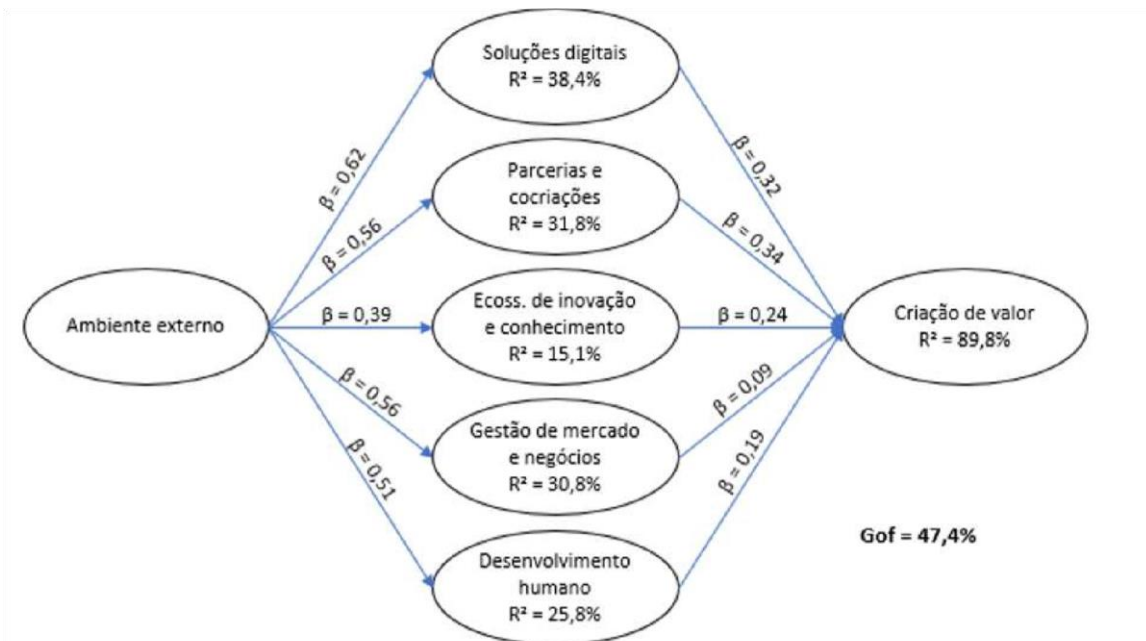 Soluções digitais
R² = 38,4%
β = 0,62
β = 0,32
Parcerias e
cocriações
R² = 31,8%
β = 0,56
β = 0,34
Ambiente externo
β = 0,39
Ecoss. de inovação
e conhecimento
R² = 15,1%
β = 0,24
Criação de valor
R² = 89,8%
β = 0,56
β = 0,09
Gestão de mercado
e negócios
R² = 30,8%
β = 0,51
β = 0,19
Gof = 47,4%
Desenvolvimento
humano
R² = 25,8%